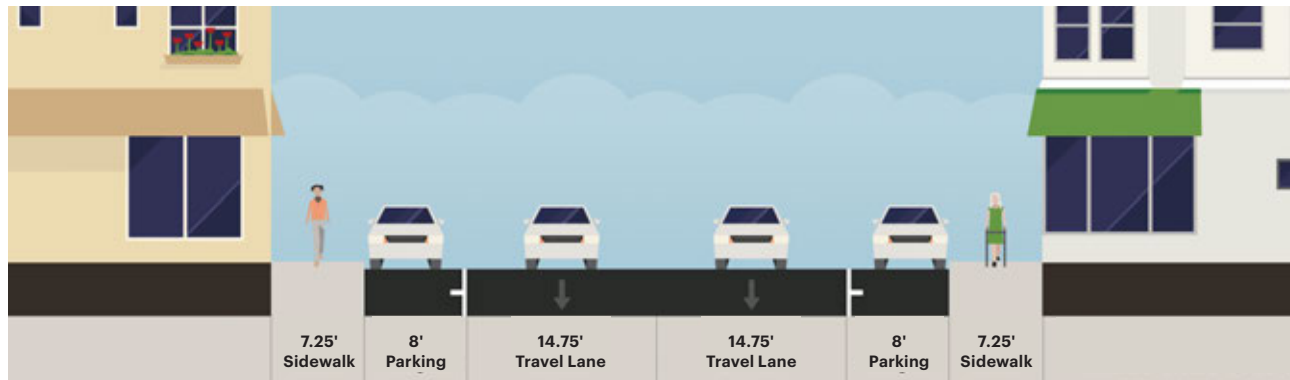 7.25'
Sidewalk
8'
Parking
14.75'
Travel Lane
14.75'
Travel Lane
8'
Parking
7.25'
Sidewalk